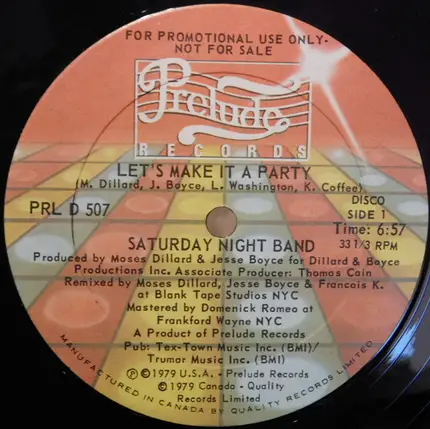 FOR PROMOTIONAL USE ONLY-
NOT FOR SALE
Prelude
RECORDS
LET'S MAKE IT A PARTY
(M. Dillard, J. Boyce, L. Washington, K. Coffee)
DISCO
PRL D 507
SIDE 1
Time: 6:57
SATURDAY NIGHT BAND
33 1/3 RPM
Produced by Moses Dillard & Jesse Boyce for Dillard & Boyce
Productions Inc. Associate Producer: Thomas Cain
Remixed by Moses Dillard, Jesse Boyce & Francois K.
at Blank Tape Studios NYC
Mastered by Domenick Romeo at
Frankford Wayne NYC
A Product of Prelude Records
Pub: Tex-Town Music Inc. (BMI)/
Trumar Music Inc. (BMI)
Ⓟ©1979 U.S.A. - Prelude Records
©1979 Canada - Quality
Records Limited
MANUFACTURED IN CANADA BY QUALITY RECORDS LIMITED